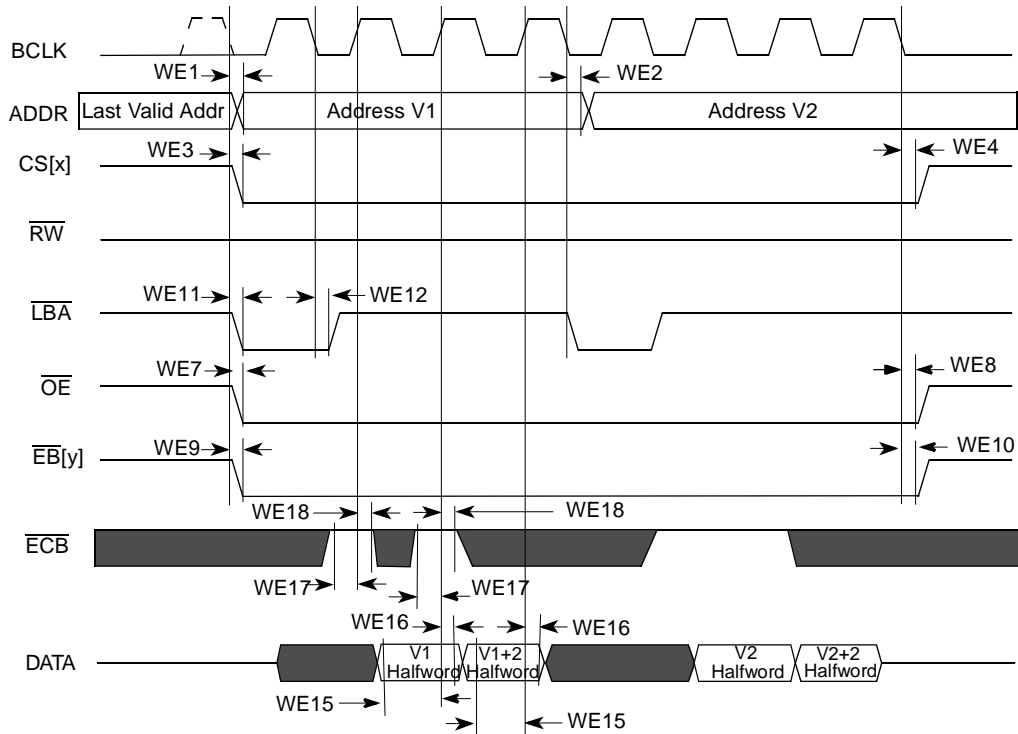 BCLK
WE1
WE2
ADDR
Last Valid Addr
Address V1
Address V2
WE3
WE4
CS[x]
RW
WE11
WE12
LBA
WE7
WE8
OE
WE9
WE10
EB[y]
WE18
WE18
ECB
WE17
WE17
WE16
WE16
DATA
V1
Halfword
V1+2
Halfword
V2
Halfword
V2+2
Halfword
WE15
WE15